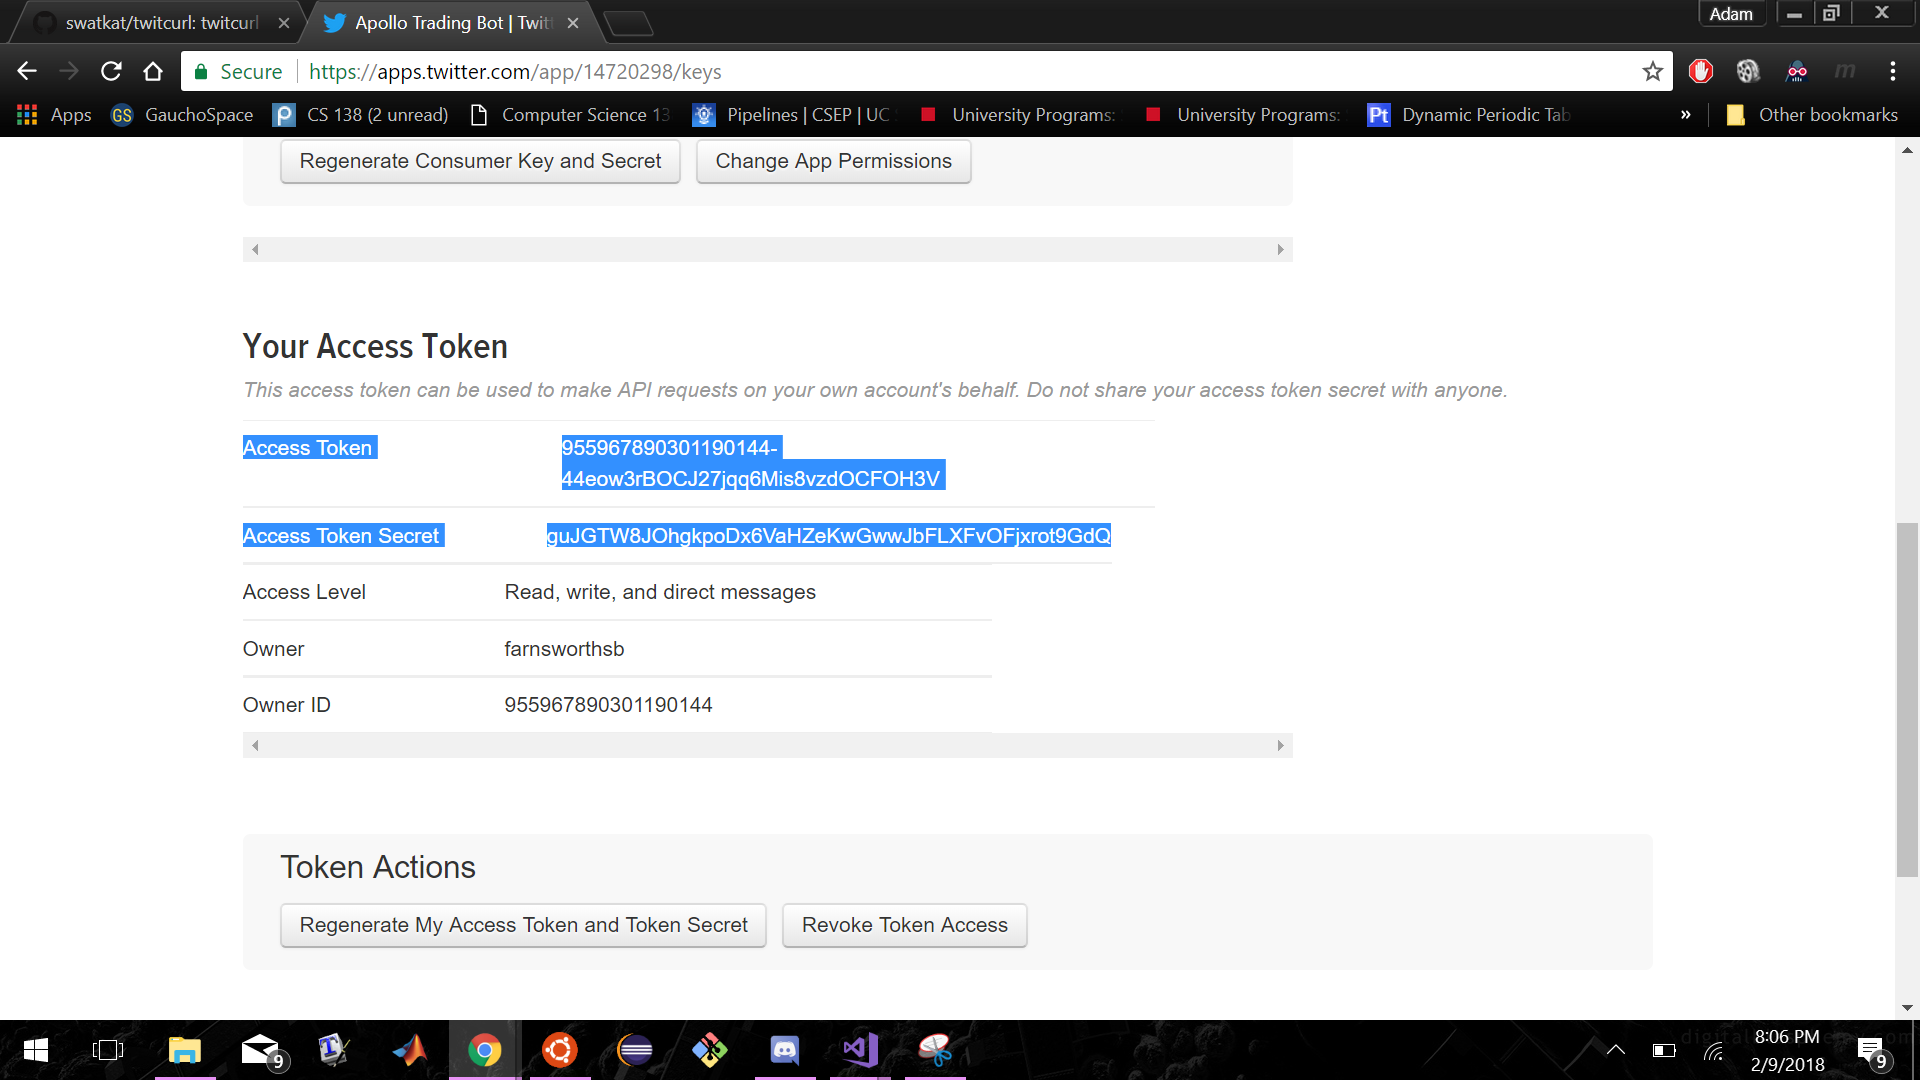 swatkat/twitcurl: twitcurl
Apollo Trading Bot | Twitt
Adam
Secure
https://apps.twitter.com/app/14720298/keys
Apps
GS
GauchoSpace
CS 138 (2 unread)
Computer Science 13
Pipelines | CSEP | UC
University Programs:
University Programs:
Pt
Dynamic Periodic Tab
»
Other bookmarks
Regenerate Consumer Key and Secret
Change App Permissions
Your Access Token
This access token can be used to make API requests on your own account's behalf. Do not share your access token secret with anyone.
Access Token
955967890301190144-
44eow3rBOCJ27jqq6Mis8vzdOCFOH3V
Access Token Secret
guJGTW8JOhgkpoDx6VaHZeKwGwwJbFLXFvOFjxrot9GdQ
Access Level
Read, write, and direct messages
Owner
farnsworthsb
Owner ID
955967890301190144
Token Actions
Regenerate My Access Token and Token Secret
Revoke Token Access
9
8:06 PM
2/9/2018
9